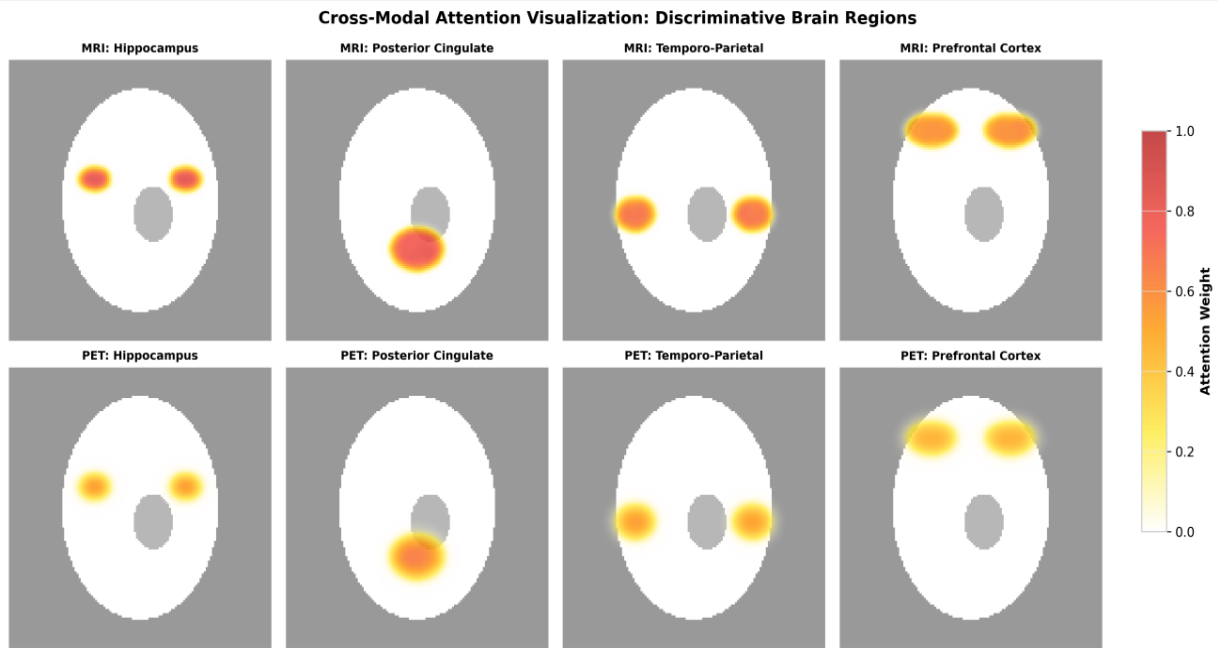 Cross-Modal Attention Visualization: Discriminative Brain Regions
MRI: Hippocampus
MRI: Posterior Cingulate
MRI: Temporo-Parietal
MRI: Prefrontal Cortex
PET: Hippocampus
PET: Posterior Cingulate
PET: Temporo-Parietal
PET: Prefrontal Cortex
1.0
0.8
0.6
0.4
0.2
0.0
Attention Weight